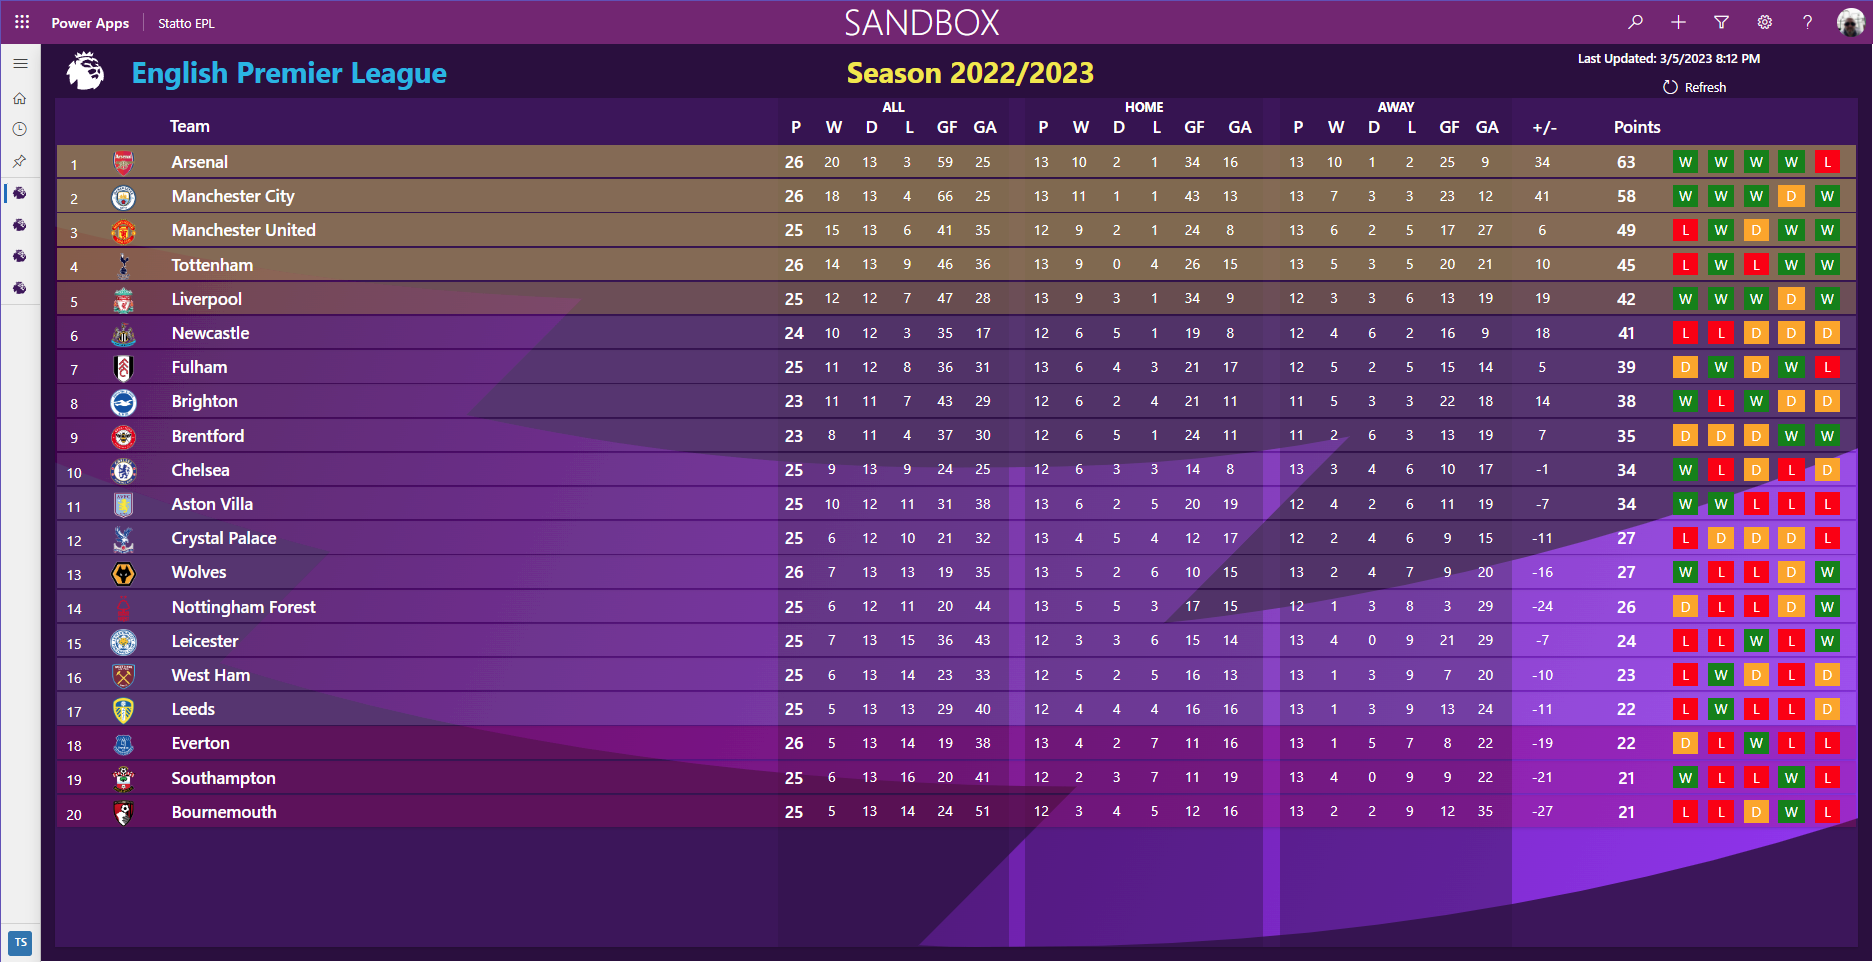 Power Apps Statto EPL SANDBOX
English Premier League Season 2022/2023 Last Updated: 3/5/2023 8:12 PM
Refresh
ALL HOME AWAY
Team P W D L GF GA P W D L GF GA P W D L GF GA +/- Points
1 Arsenal 26 20 13 3 59 25 13 10 2 1 34 16 13 10 1 2 25 9 34 63 W W W W L
2 Manchester City 26 18 13 4 66 25 13 11 1 1 43 13 13 7 3 3 23 12 41 58 W W W D W
3 Manchester United 25 15 13 6 41 35 12 9 2 1 24 8 13 6 2 5 17 27 6 49 L W D W W
4 Tottenham 26 14 13 9 46 36 13 9 0 4 26 15 13 5 3 5 20 21 10 45 L W L W W
5 Liverpool 25 12 12 7 47 28 13 9 3 1 34 9 12 3 3 6 13 19 19 42 W W W D W
6 Newcastle 24 10 12 3 35 17 12 6 5 1 19 8 12 4 6 2 16 9 18 41 L L D D D
7 Fulham 25 11 12 8 36 31 13 6 4 3 21 17 12 5 2 5 15 14 5 39 D W D W L
8 Brighton 23 11 11 7 43 29 12 6 2 4 21 11 11 5 3 3 22 18 14 38 W L W D D
9 Brentford 23 8 11 4 37 30 12 6 5 1 24 11 11 2 6 3 13 19 7 35 D D D W W
10 Chelsea 25 9 13 9 24 25 12 6 3 3 14 8 13 3 4 6 10 17 -1 34 W L D L D
11 Aston Villa 25 10 12 11 31 38 13 6 2 5 20 19 12 4 2 6 11 19 -7 34 W W L L L
12 Crystal Palace 25 6 12 10 21 32 13 4 5 4 12 17 12 2 4 6 9 15 -11 27 L D D D L
13 Wolves 26 7 13 13 19 35 13 5 2 6 10 15 13 2 4 7 9 20 -16 27 W L L D W
14 Nottingham Forest 25 6 12 11 20 44 13 5 5 3 17 15 12 1 3 8 3 29 -24 26 D L L D W
15 Leicester 25 7 13 15 36 43 12 3 3 6 15 14 13 4 0 9 21 29 -7 24 L L W L W
16 West Ham 25 6 13 14 23 33 12 5 2 5 16 13 13 1 3 9 7 20 -10 23 L W D L D
17 Leeds 25 5 13 13 29 40 12 4 4 4 16 16 13 1 3 9 13 24 -11 22 L W L L D
18 Everton 26 5 13 14 19 38 13 4 2 7 11 16 13 1 5 7 8 22 -19 22 D L W L L
19 Southampton 25 6 13 16 20 41 12 2 3 7 11 19 13 4 0 9 9 22 -21 21 W L L W L
20 Bournemouth 25 5 13 14 24 51 12 3 4 5 12 16 13 2 2 9 12 35 -27 21 L L D W L
TS